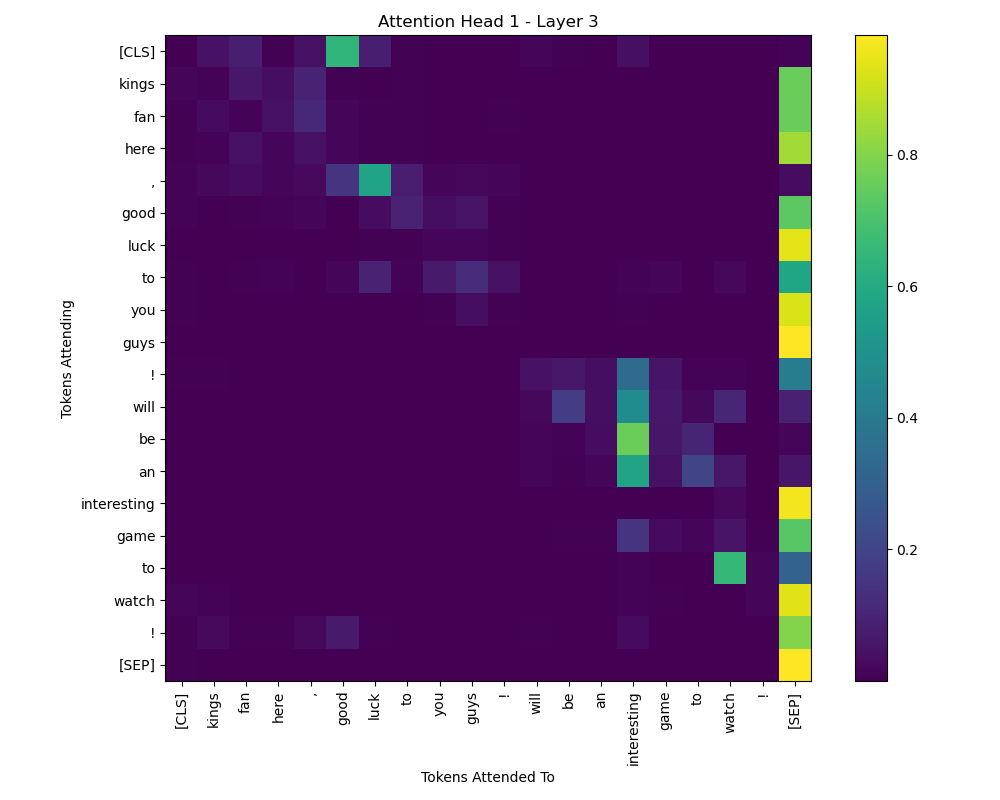 Attention Head 1 - Layer 3
[CLS]
kings
fan
here
,
good
luck
to
you
guys
!
will
be
an
interesting
game
to
watch
!
[SEP]
Tokens Attending
[CLS]
kings
fan
here
,
good
luck
to
you
guys
!
will
be
an
interesting
game
to
watch
!
[SEP]
Tokens Attended To
0.8
0.6
0.4
0.2